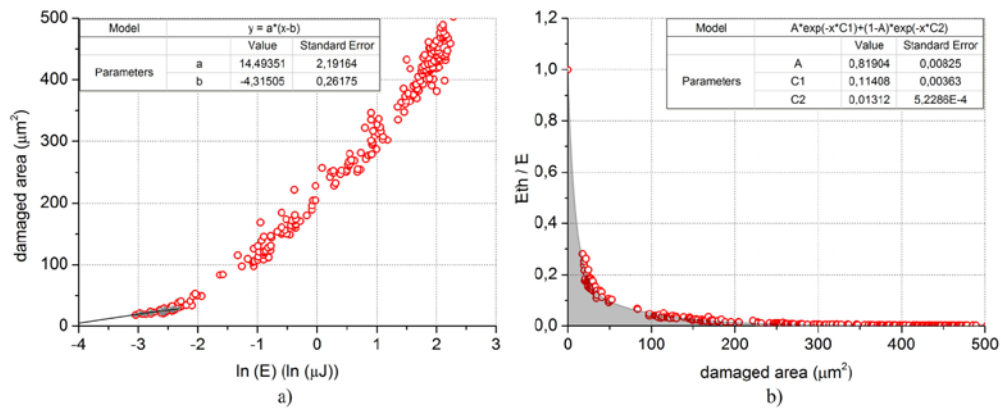 Model y = a*(x-b)
Value Standard Error
Parameters a 14,49351 2,19164
b -4,31505 0,26175
500
400
300
200
100
0
damaged area (μm²)
-4 -3 -2 -1 0 1 2 3
ln (E) (ln (μJ))
a)
Model A*exp(-x*C1)+(1-A)*exp(-x*C2)
Value Standard Error
Parameters A 0,81904 0,00825
C1 0,11408 0,00363
C2 0,01312 5,2286E-4
1,2
1,0
0,8
0,6
0,4
0,2
0,0
Eth / E
0 100 200 300 400 500
damaged area (μm²)
b)